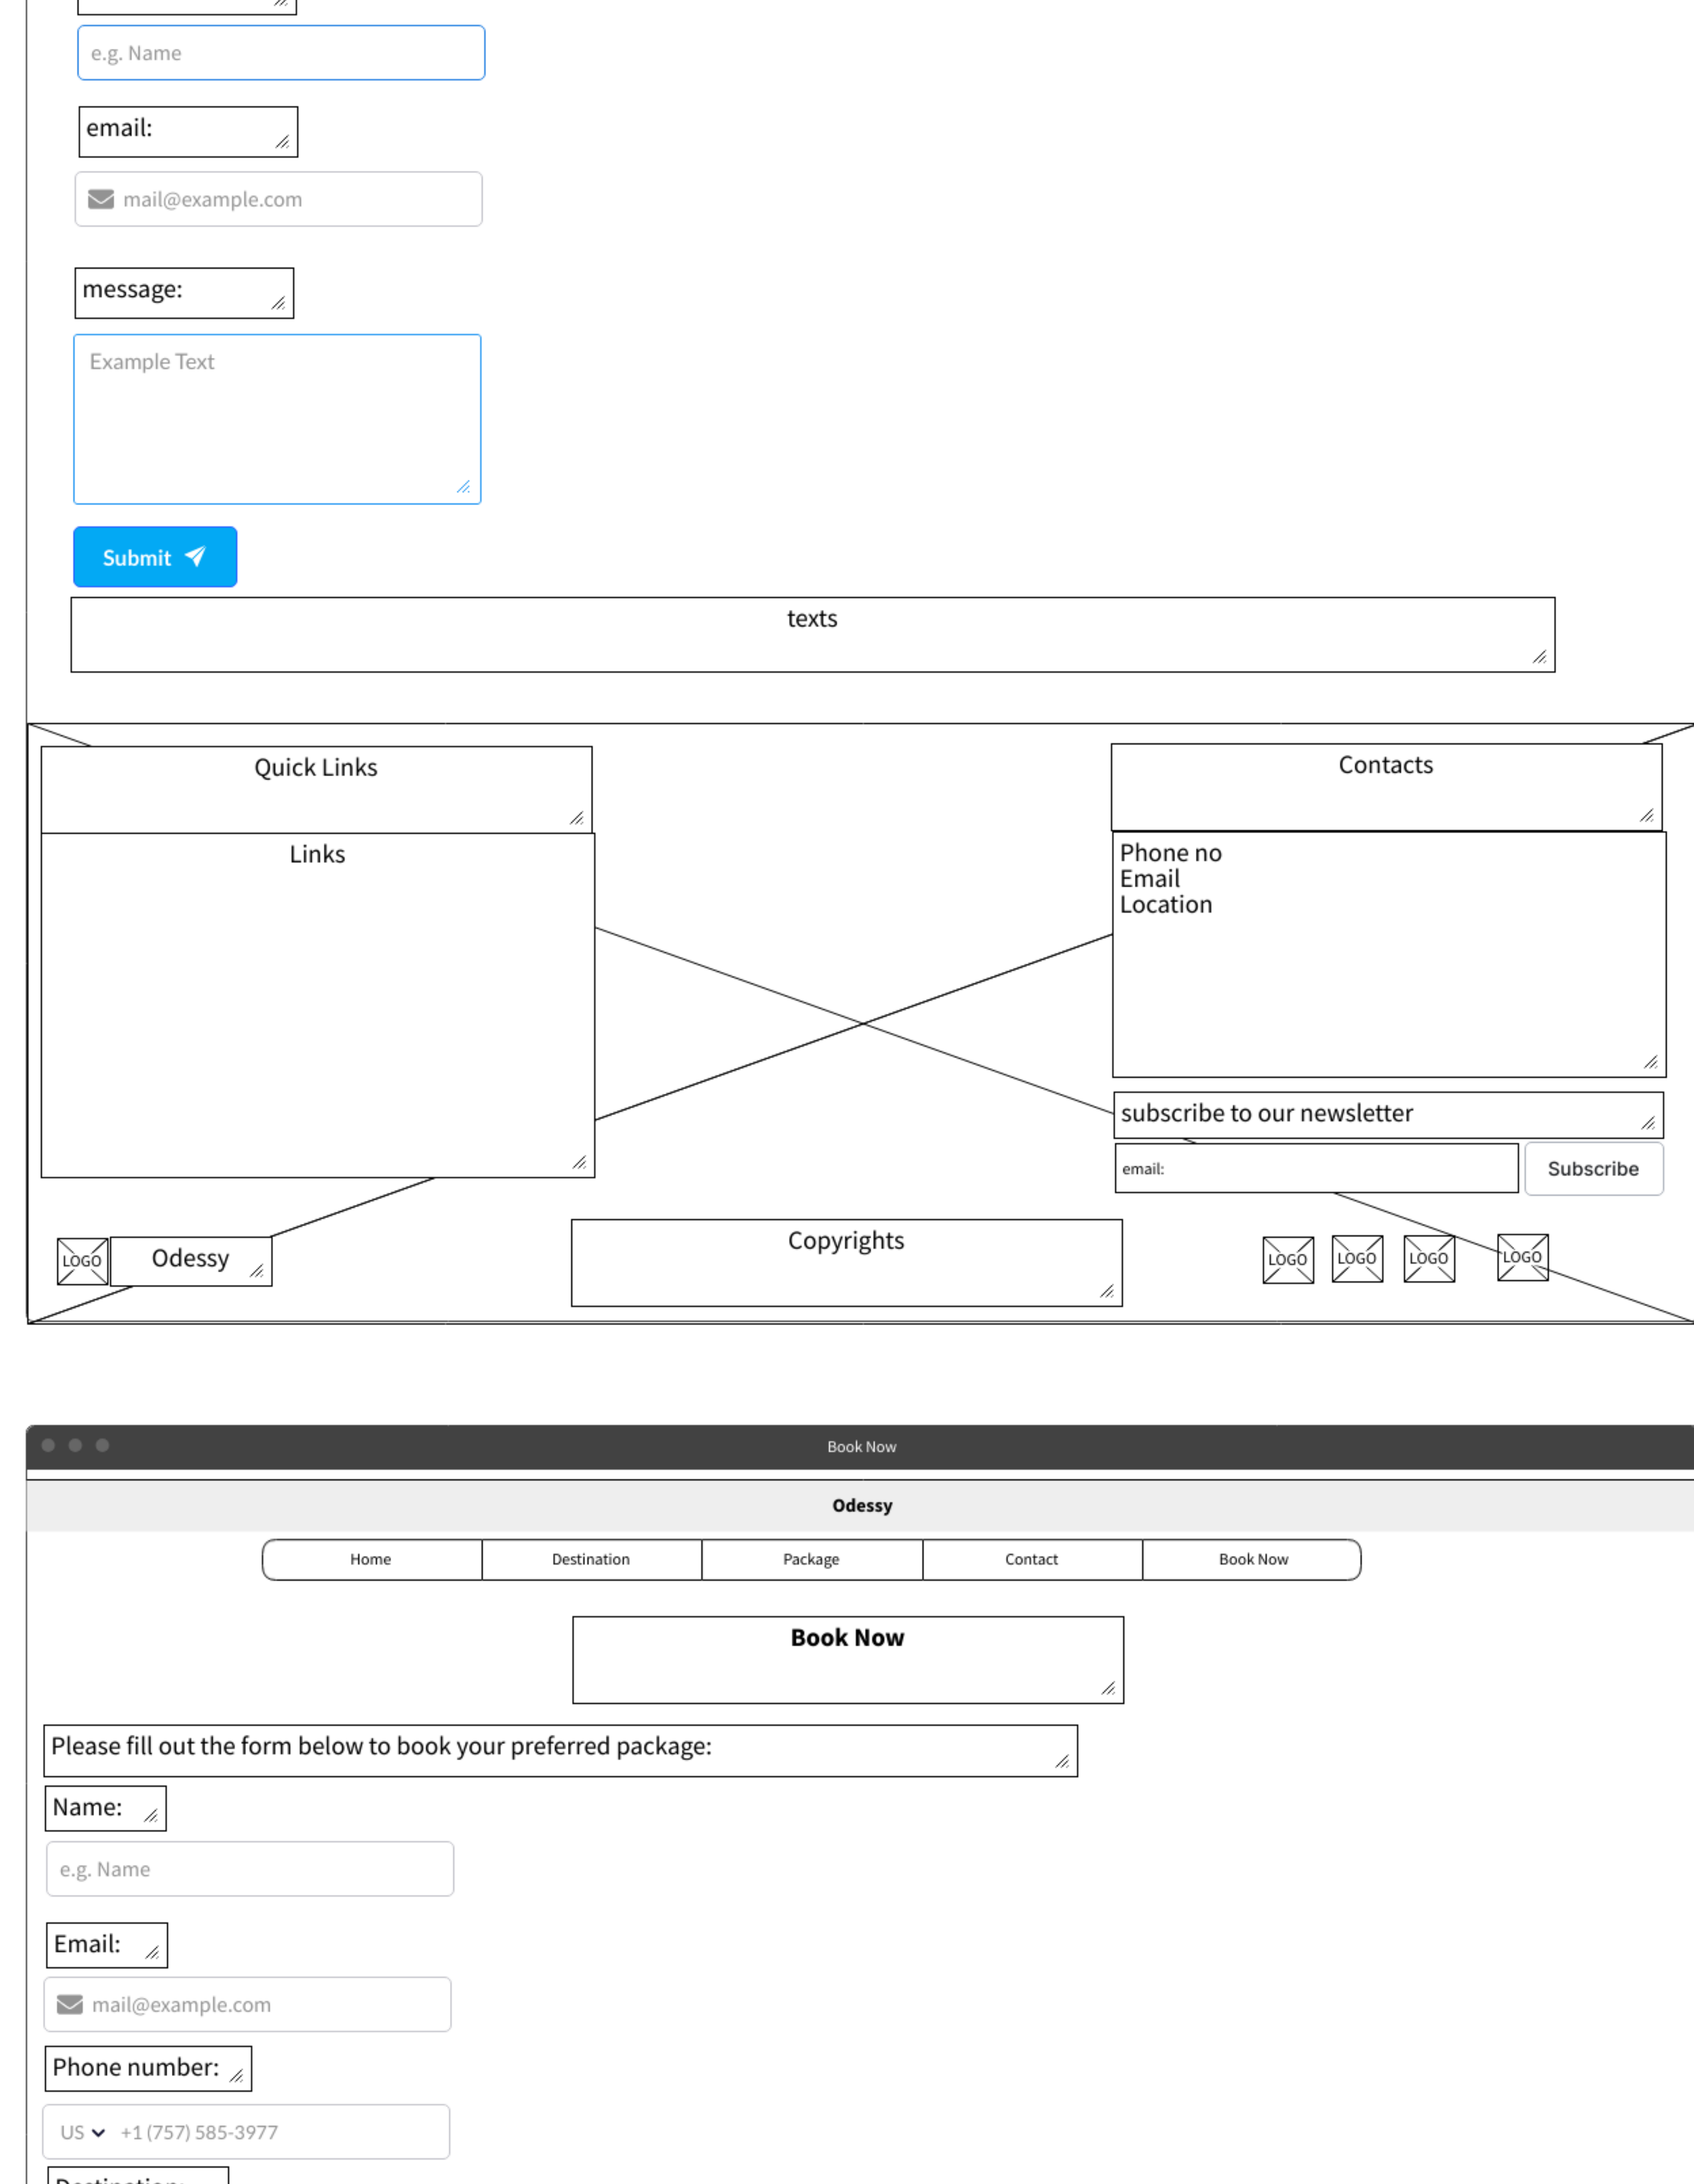 e.g. Name
email:
mail@example.com
message:
Example Text
Submit
texts
Quick Links
Links
Contacts
Phone no
Email
Location
subscribe to our newsletter
email:
Subscribe
LOGO
Odessy
Copyrights
LOGO
LOGO
LOGO
LOGO
Book Now
Odessy
Home Destination Package Contact Book Now
Book Now
Please fill out the form below to book your preferred package:
Name:
e.g. Name
Email:
mail@example.com
Phone number:
US +1 (757) 585-3977